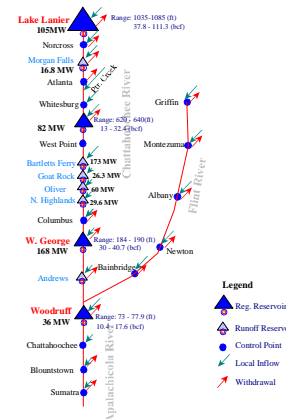 Lake Lanier
105MW
Range: 1035-1085 (ft)
37.8 - 111.3 (bcf)
Norcross
Morgan Falls
16.8 MW
Atlanta
Ptr. Creek
Whitesburg
Chattahoochee River
Griffin
82 MW
Range: 620 - 640(ft)
13 - 32.4 (bcf)
West Point
Montezuma
Bartletts Ferry
173 MW
Goat Rock
26.3 MW
Oliver
60 MW
N. Highlands
29.6 MW
Albany
Flint River
Columbus
W. George
168 MW
Range: 184 - 190 (ft)
30 - 40.7 (bcf)
Newton
Bainbridge
Andrews
Woodruff
36 MW
Range: 73 - 77.9 (ft)
10.4 - 17.6 (bcf)
Chattahoochee
Blountstown
Sumatra
Apalachicola River
Legend
Reg. Reservoir
Runoff Reserv
Control Point
Local Inflow
Withdrawal